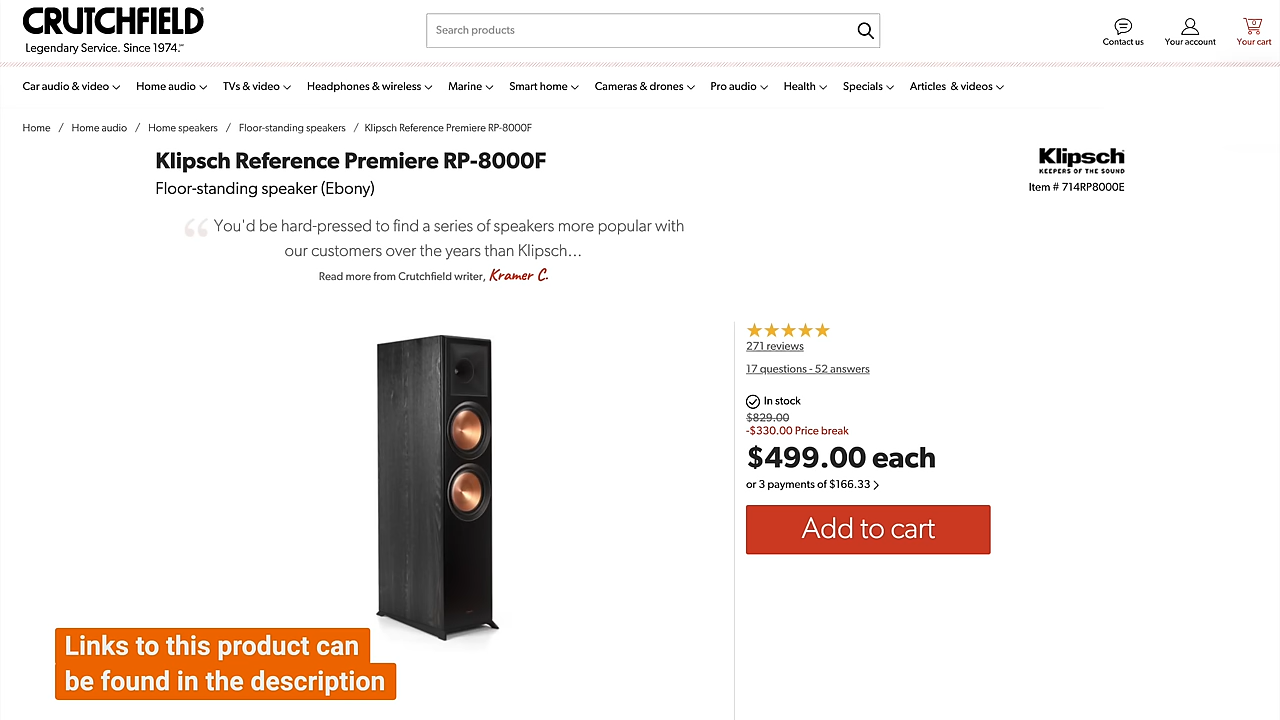 CRUTCHFIELD
Legendary Service. Since 1974.
Search products
0
Contact us
Your account
Your cart
Car audio & video
Home audio
TVs & video
Headphones & wireless
Marine
Smart home
Cameras & drones
Pro audio
Health
Specials
Articles & videos
Home / Home audio / Home speakers / Floor-standing speakers / Klipsch Reference Premiere RP-8000F
Klipsch Reference Premiere RP-8000F
Floor-standing speaker (Ebony)
Klipsch
KEEPERS OF THE SOUND
Item # 714RP8000E
“ You'd be hard-pressed to find a series of speakers more popular with
our customers over the years than Klipsch...
Read more from Crutchfield writer, Kramer C.
271 reviews
17 questions - 52 answers
In stock
$829.00
-$330.00 Price break
$499.00 each
or 3 payments of $166.33
Add to cart
Links to this product can
be found in the description